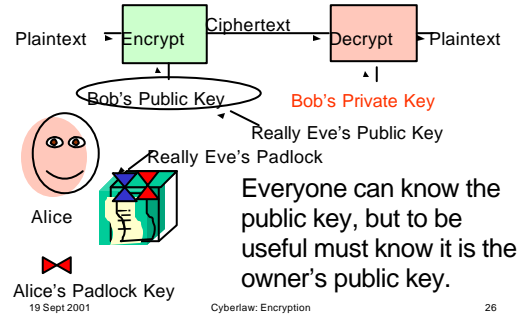 Plaintext Encrypt Ciphertext Decrypt Plaintext
Bob's Public Key
Bob's Private Key
Really Eve's Public Key
Really Eve's Padlock
Alice
Everyone can know the
public key, but to be
useful must know it is the
owner's public key.
Alice's Padlock Key
19 Sept 2001 Cyberlaw: Encryption 26